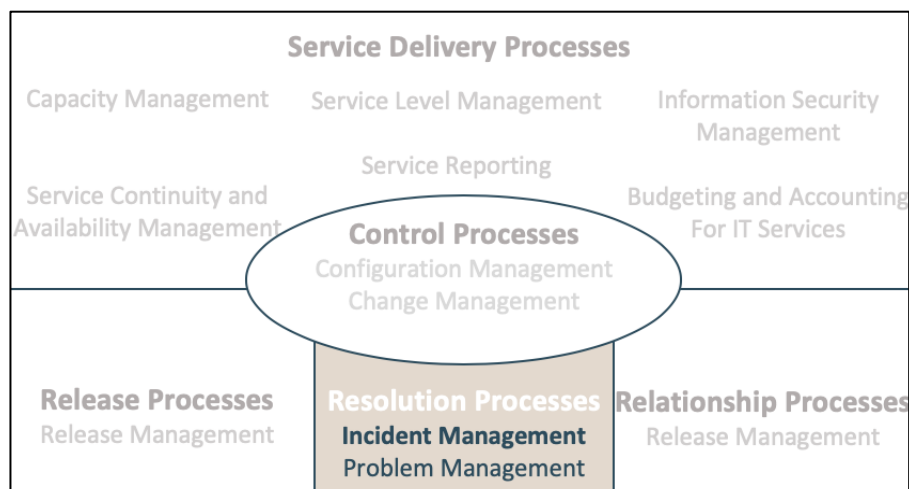 Service Delivery Processes
Capacity Management
Service Level Management
Information Security
Management
Service Reporting
Service Continuity and
Availability Management
Budgeting and Accounting
For IT Services
Control Processes
Configuration Management
Change Management
Release Processes
Release Management
Resolution Processes
Incident Management
Problem Management
Relationship Processes
Release Management